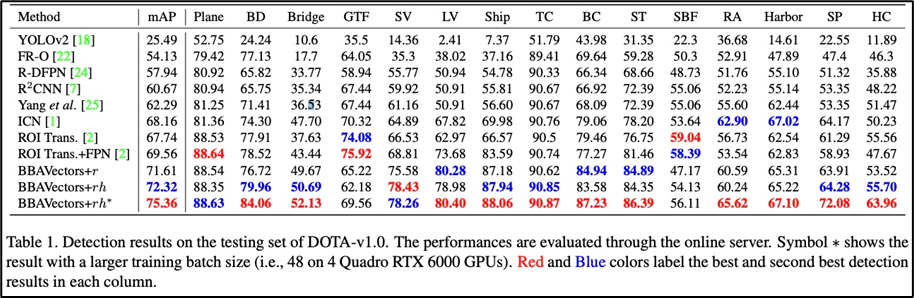 Method mAP Plane BD Bridge GTF SV LV Ship TC BC ST SBF RA Harbor SP HC
YOLOv2 [18] 25.49 52.75 24.24 10.6 35.5 14.36 2.41 7.37 51.79 43.98 31.35 22.3 36.68 14.61 22.55 11.89
FR-O [22] 54.13 79.42 77.13 17.7 64.05 35.3 38.02 37.16 89.41 69.64 59.28 50.3 52.91 47.89 47.4 46.3
R-DFPN [24] 57.94 80.92 65.82 33.77 58.94 55.77 50.94 54.78 90.33 66.34 68.66 48.73 51.76 55.10 51.32 35.88
R²CNN [7] 60.67 80.94 65.75 35.34 67.44 59.92 50.91 55.81 90.67 66.92 72.39 55.06 52.23 55.14 53.35 48.22
Yang et al. [25] 62.29 81.25 71.41 36.53 67.44 61.16 50.91 56.60 90.67 68.09 72.39 55.06 55.60 62.44 53.35 51.47
ICN [1] 68.16 81.36 74.30 47.70 70.32 64.89 67.82 69.98 90.76 79.06 78.20 53.64 62.90 67.02 64.17 50.23
ROI Trans. [2] 67.74 88.53 77.91 37.63 74.08 66.53 62.97 66.57 90.5 79.46 76.75 59.04 56.73 62.54 61.29 55.56
ROI Trans.+FPN [2] 69.56 88.64 78.52 43.44 75.92 68.81 73.68 83.59 90.74 77.27 81.46 58.39 53.54 62.83 58.93 47.67
BBAVectors+r 71.61 88.54 76.72 49.67 65.22 75.58 80.28 87.18 90.62 84.94 84.89 47.17 60.59 65.31 63.91 53.52
BBAVectors+rh 72.32 88.35 79.96 50.69 62.18 78.43 78.98 87.94 90.85 83.58 84.35 54.13 60.24 65.22 64.28 55.70
BBAVectors+rh* 75.36 88.63 84.06 52.13 69.56 78.26 80.40 88.06 90.87 87.23 86.39 56.11 65.62 67.10 72.08 63.96
Table 1. Detection results on the testing set of DOTA-v1.0. The performances are evaluated through the online server. Symbol ∗ shows the
result with a larger training batch size (i.e., 48 on 4 Quadro RTX 6000 GPUs). Red and Blue colors label the best and second best detection
results in each column.